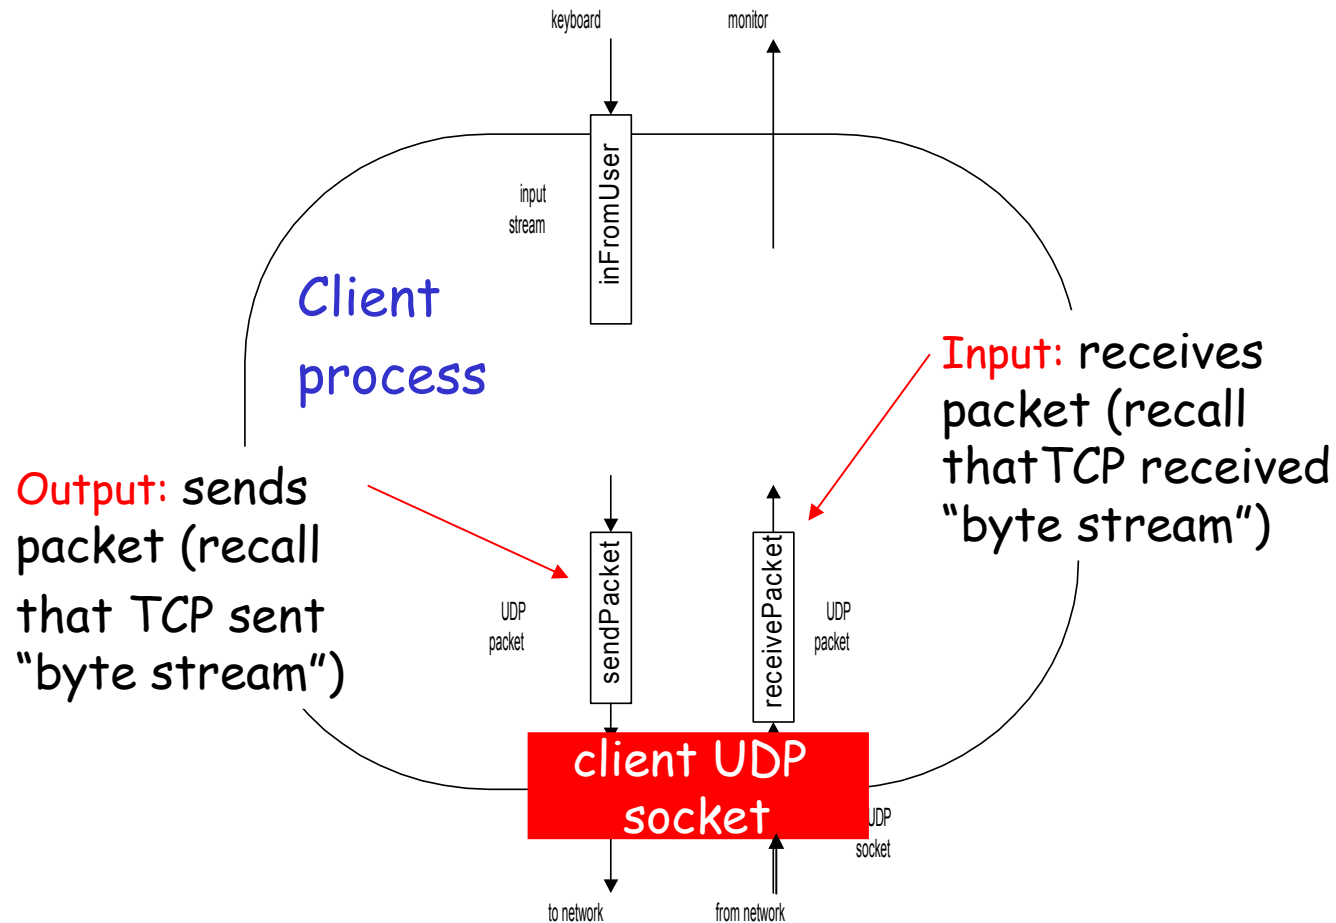 keyboard
monitor
inFromUser
input
stream
Client
process
Input: receives
packet (recall
thatTCP received
“byte stream”)
Output: sends
packet (recall
that TCP sent
“byte stream”)
UDP
packet
sendPacket
receivePacket
UDP
packet
client UDP
socket
UDP
socket
to network
from network